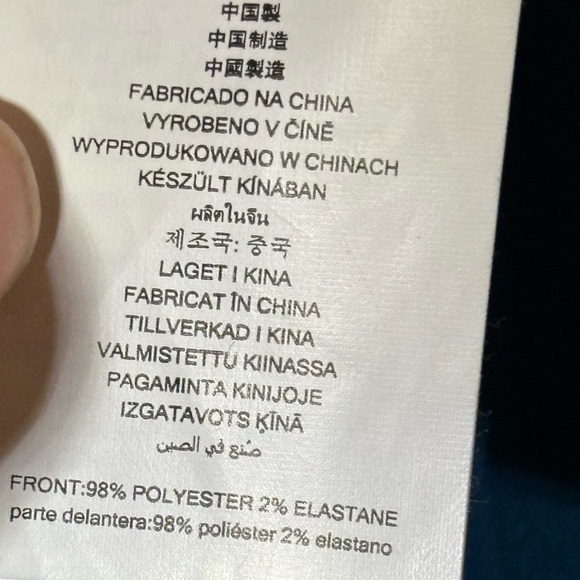 中国製
中国制造
中國製造
FABRICADO NA CHINA
VYROBENO V ČÍNĚ
WYPRODUKOWANO W CHINACH
KÉSZÜLT KÍNÁBAN
ผลิตในจีน
제조국: 중국
LAGET I KINA
FABRICAT ÎN CHINA
TILLVERKAD I KINA
VALMISTETTU KIINASSA
PAGAMINTA KINIJOJE
IZGATAVOTS ĶĪNĀ
صُنع في الصين
FRONT:98% POLYESTER 2% ELASTANE
parte delantera:98% poliéster 2% elastano